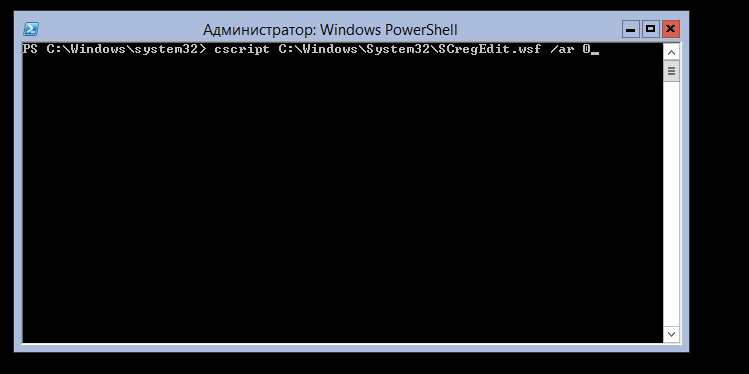 Администратор: Windows PowerShell
PS C:\Windows\system32> cscript C:\Windows\System32\SCregEdit.wsf /ar 0_